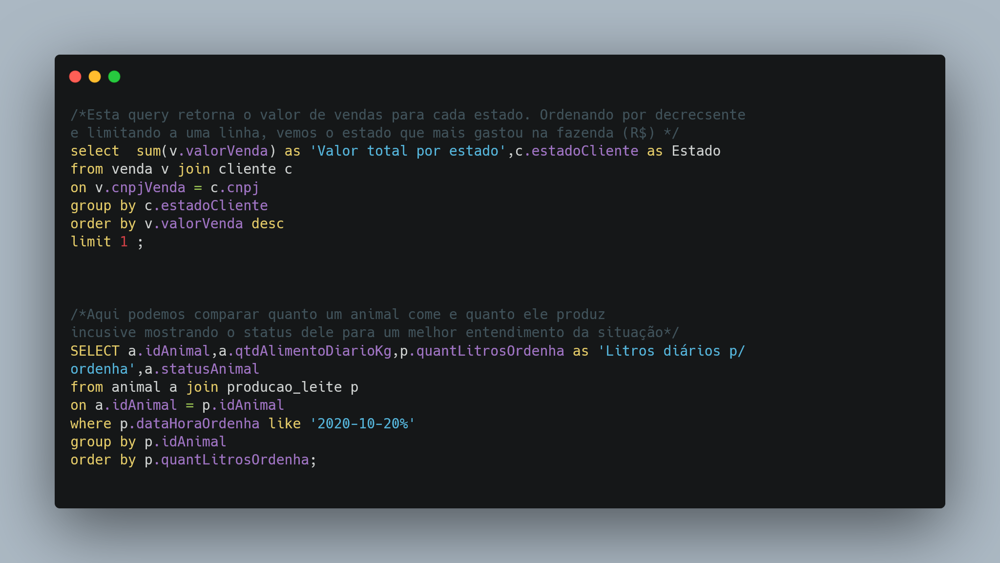 /*Esta query retorna o valor de vendas para cada estado. Ordenando por decrecsente
e limitando a uma linha, vemos o estado que mais gastou na fazenda (R$) */
select  sum(v.valorVenda) as 'Valor total por estado',c.estadoCliente as Estado
from venda v join cliente c
on v.cnpjVenda = c.cnpj
group by c.estadoCliente
order by v.valorVenda desc
limit 1 ;
/*Aqui podemos comparar quanto um animal come e quanto ele produz
incusive mostrando o status dele para um melhor entendimento da situação*/
SELECT a.idAnimal,a.qtdAlimentoDiarioKg,p.quantLitrosOrdenha as 'Litros diários p/
ordenha',a.statusAnimal
from animal a join producao_leite p
on a.idAnimal = p.idAnimal
where p.dataHoraOrdenha like '2020-10-20%'
group by p.idAnimal
order by p.quantLitrosOrdenha;